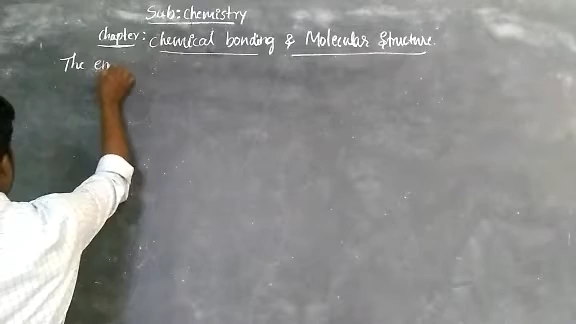 Sub: Chemistry
Chapter: Chemical bonding & Molecular Structure.
The en